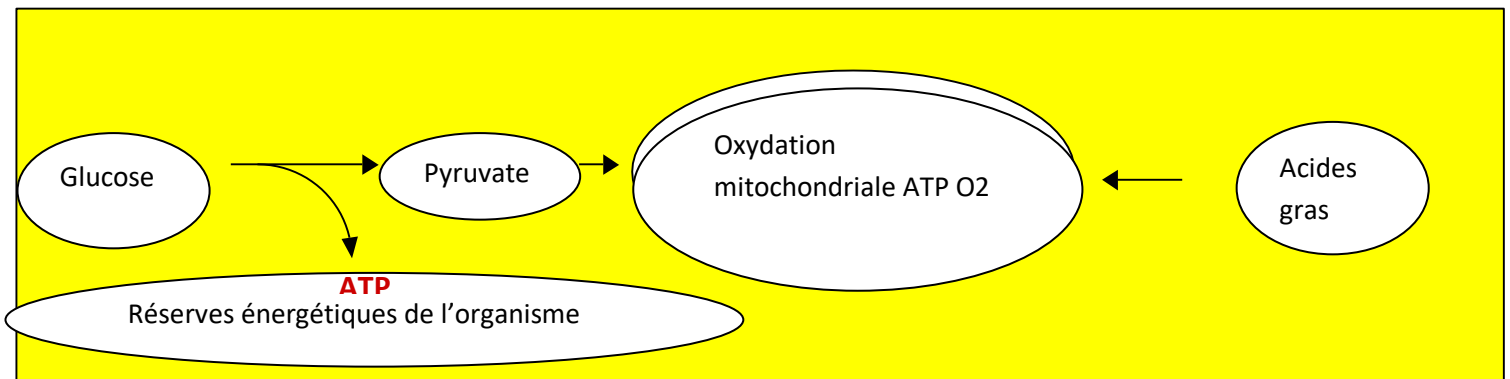 Glucose
Pyruvate
Oxydation
mitochondriale ATP O2
Acides
gras
ATP
Réserves énergétiques de l’organisme